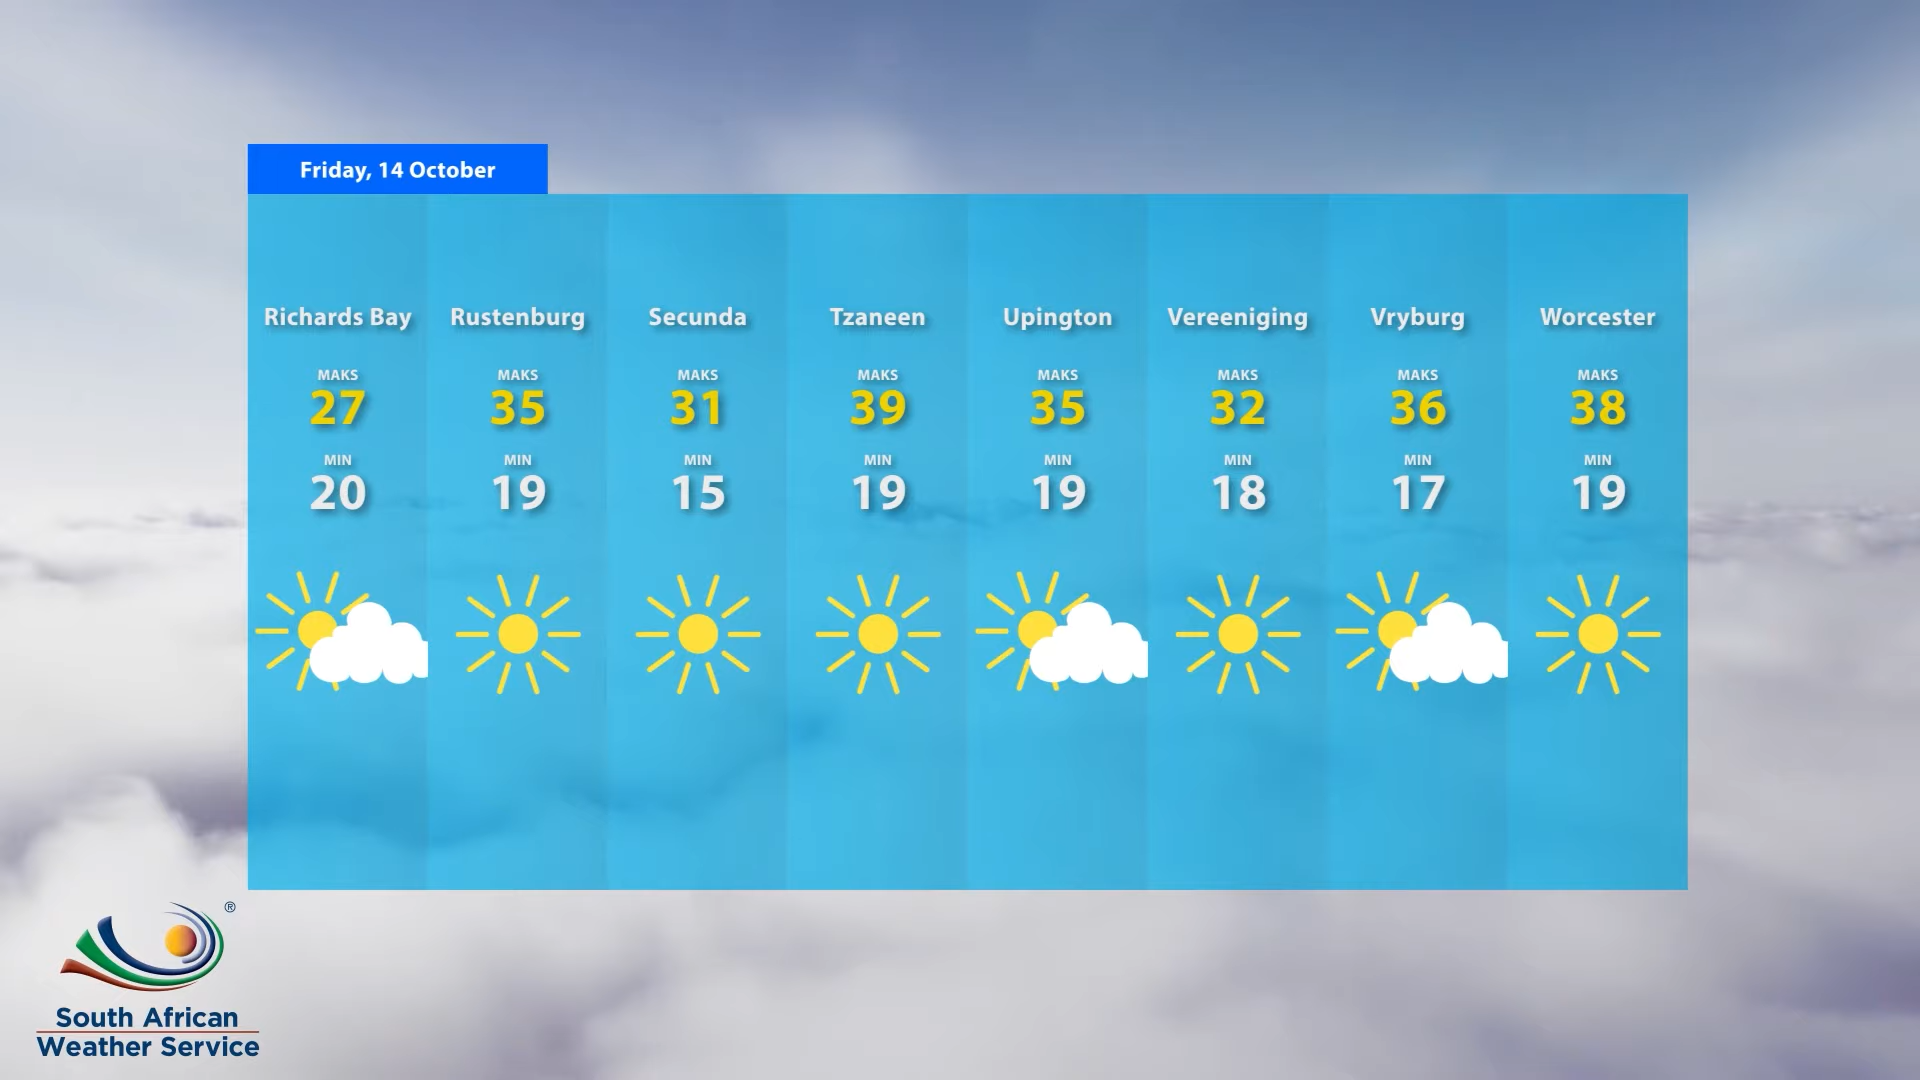 Friday, 14 October
Richards Bay Rustenburg Secunda Tzaneen Upington Vereeniging Vryburg Worcester
MAKS MAKS MAKS MAKS MAKS MAKS MAKS MAKS
27 35 31 39 35 32 36 38
MIN MIN MIN MIN MIN MIN MIN MIN
20 19 15 19 19 18 17 19
®
South African
Weather Service